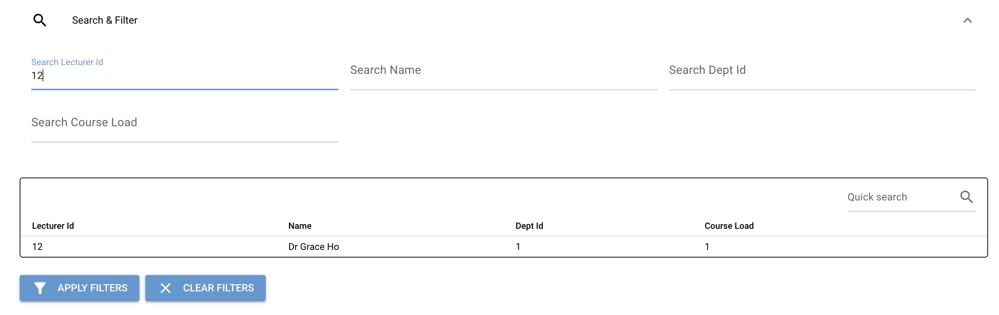 Search & Filter
Search Lecturer Id
12
Search Name
Search Dept Id
Search Course Load
Quick search
Lecturer Id Name Dept Id Course Load
12 Dr Grace Ho 1 1
APPLY FILTERS CLEAR FILTERS